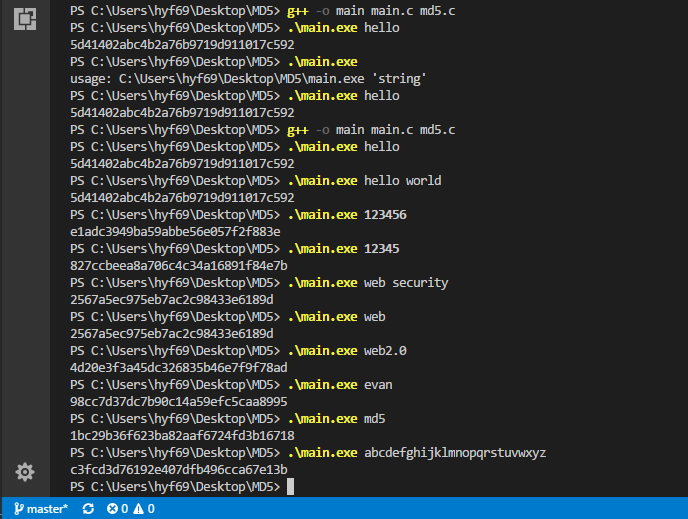 PS C:\Users\hyf69\Desktop\MD5> g++ -o main main.c md5.c
PS C:\Users\hyf69\Desktop\MD5> .\main.exe hello
5d41402abc4b2a76b9719d911017c592
PS C:\Users\hyf69\Desktop\MD5> .\main.exe
usage: C:\Users\hyf69\Desktop\MD5\main.exe 'string'
PS C:\Users\hyf69\Desktop\MD5> .\main.exe hello
5d41402abc4b2a76b9719d911017c592
PS C:\Users\hyf69\Desktop\MD5> g++ -o main main.c md5.c
PS C:\Users\hyf69\Desktop\MD5> .\main.exe hello
5d41402abc4b2a76b9719d911017c592
PS C:\Users\hyf69\Desktop\MD5> .\main.exe hello world
5d41402abc4b2a76b9719d911017c592
PS C:\Users\hyf69\Desktop\MD5> .\main.exe 123456
e1adc3949ba59abbe56e057f2f883e
PS C:\Users\hyf69\Desktop\MD5> .\main.exe 12345
827ccbeea8a706c4c34a16891f84e7b
PS C:\Users\hyf69\Desktop\MD5> .\main.exe web security
2567a5ec975eb7ac2c98433e6189d
PS C:\Users\hyf69\Desktop\MD5> .\main.exe web
2567a5ec975eb7ac2c98433e6189d
PS C:\Users\hyf69\Desktop\MD5> .\main.exe web2.0
4d20e3f3a45dc326835b46e7f9f78ad
PS C:\Users\hyf69\Desktop\MD5> .\main.exe evan
98cc7d37dc7b90c14a59efc5caa8995
PS C:\Users\hyf69\Desktop\MD5> .\main.exe md5
1bc29b36f623ba82aaf6724fd3b16718
PS C:\Users\hyf69\Desktop\MD5> .\main.exe abcdefghijklmnopqrstuvwxyz
c3fcd3d76192e407dfb496cca67e13b
PS C:\Users\hyf69\Desktop\MD5>
master* 0 0